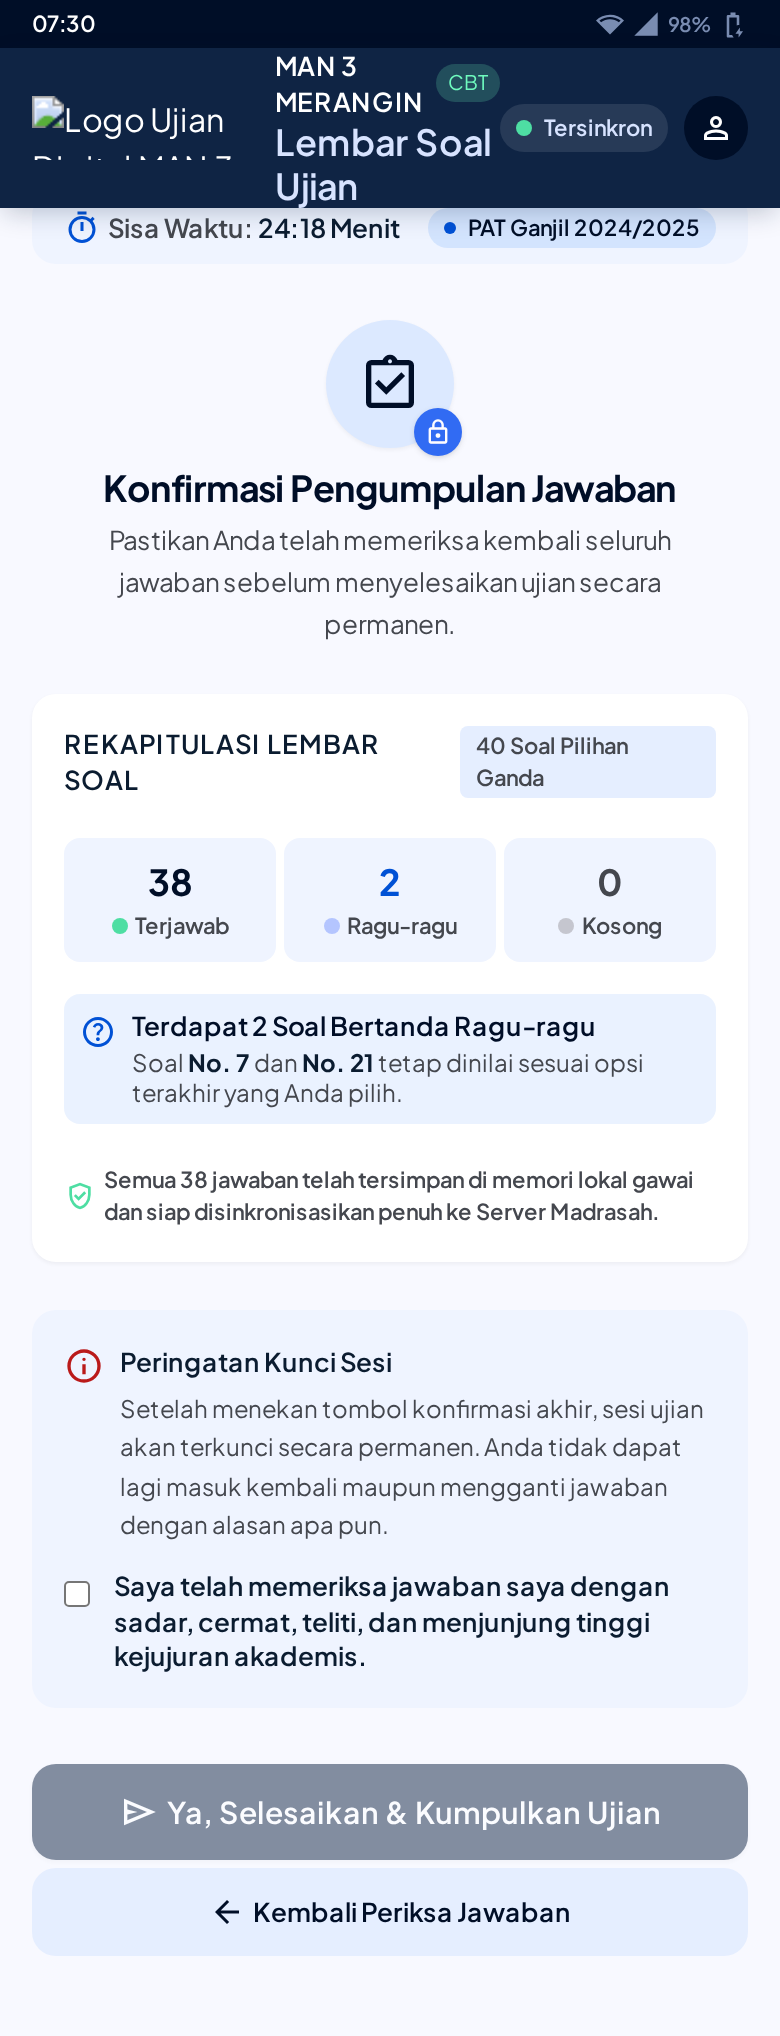 07:30
98%
Logo Ujian
MAN 3
MERANGIN
CBT
Lembar Soal
Ujian
Tersinkron
Sisa Waktu: 24:18 Menit
PAT Ganjil 2024/2025
Konfirmasi Pengumpulan Jawaban
Pastikan Anda telah memeriksa kembali seluruh
jawaban sebelum menyelesaikan ujian secara
permanen.
REKAPITULASI LEMBAR
SOAL
40 Soal Pilihan
Ganda
38
Terjawab
2
Ragu-ragu
0
Kosong
Terdapat 2 Soal Bertanda Ragu-ragu
Soal No. 7 dan No. 21 tetap dinilai sesuai opsi
terakhir yang Anda pilih.
Semua 38 jawaban telah tersimpan di memori lokal gawai
dan siap disinkronisasikan penuh ke Server Madrasah.
Peringatan Kunci Sesi
Setelah menekan tombol konfirmasi akhir, sesi ujian
akan terkunci secara permanen. Anda tidak dapat
lagi masuk kembali maupun mengganti jawaban
dengan alasan apa pun.
Saya telah memeriksa jawaban saya dengan
sadar, cermat, teliti, dan menjunjung tinggi
kejujuran akademis.
Ya, Selesaikan & Kumpulkan Ujian
Kembali Periksa Jawaban